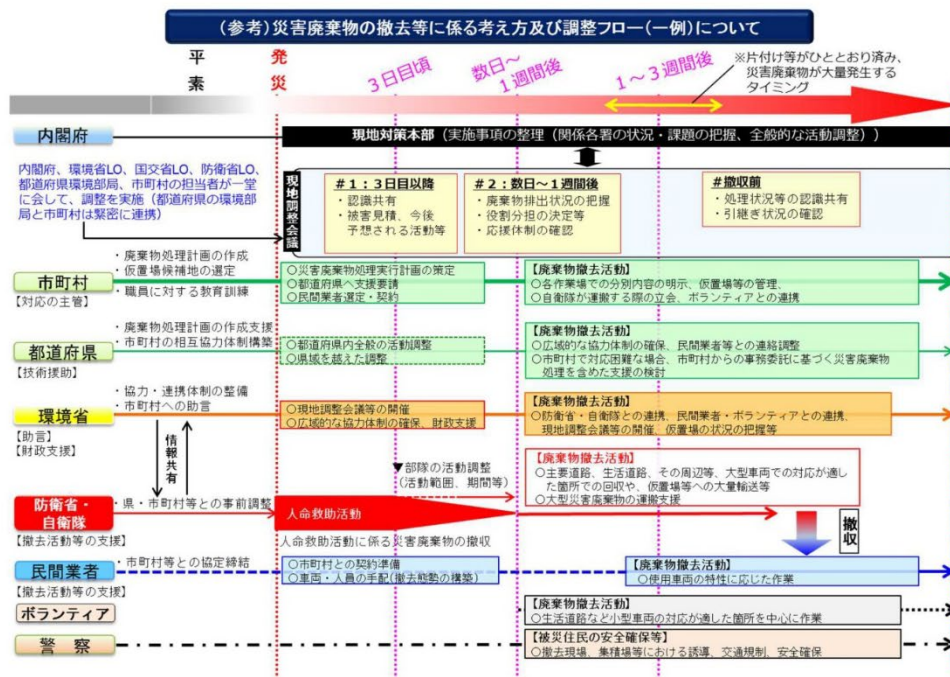 (参考)災害廃棄物の撤去等に係る考え方及び調整フロー(一例)について
平素
発災
3日目頃
数日~1週間後
1~3週間後
※片付け等がひととおり済み、
災害廃棄物が大量発生する
タイミング
内閣府
現地対策本部(実施事項の整理(関係各署の状況・課題の把握、全般的な活動調整))
内閣府、環境省LO、国交省LO、防衛省LO、
都道府県環境部局、市町村の担当者が一堂
に会して、調整を実施(都道府県の環境部
局と市町村は緊密に連携)
現地調整会議
#1:3日目以降
・認識共有
・被害見積、今後
予想される活動等
#2:数日~1週間後
・廃棄物排出状況の把握
・役割分担の決定等
・応援体制の確認
#撤収前
・処理状況等の認識共有
・引継ぎ状況の確認
市町村
【対応の主管】
・廃棄物処理計画の作成
・仮置場候補地の選定
・職員に対する教育訓練
○災害廃棄物処理実行計画の策定
○都道府県へ支援要請
○民間業者選定・契約
【廃棄物撤去活動】
○各作業場での分別内容の明示、仮置場等の管理、
○自衛隊が運搬する際の立会、ボランティアとの連携
都道府県
【技術援助】
・廃棄物処理計画の作成支援
・市町村の相互協力体制構築
○都道府県内全般の活動調整
○県域を越えた調整
【廃棄物撤去活動】
○広域的な協力体制の確保、民間業者等との連絡調整
○市町村で対応困難な場合、市町村からの事務委託に基づく災害廃棄物
処理を含めた支援の検討
環境省
【助言】
【財政支援】
・協力・連携体制の整備
・市町村への助言
○現地調整会議等の開催
○広域的な協力体制の確保、財政支援
【廃棄物撤去活動】
○防衛省・自衛隊との連携、民間業者・ボランティアとの連携、
現地調整会議等の開催、仮置場の状況の把握等
情報共有
▼部隊の活動調整
(活動範囲、期間等)
【廃棄物撤去活動】
○主要道路、生活道路、その周辺等、大型車両での対応が適し
た箇所での回収や、仮置場等への大量輸送等
○大型災害廃棄物の運搬支援
防衛省・
自衛隊
【撤去活動等の支援】
・県・市町村等との事前調整
人命救助活動
人命救助活動に係る災害廃棄物の撤収
撤収
民間業者
【撤去活動等の支援】
・市町村等との協定締結
○市町村との契約準備
○車両・人員の手配(撤去態勢の構築)
【廃棄物撤去活動】
○使用車両の特性に応じた作業
ボランティア
【廃棄物撤去活動】
○生活道路など小型車両の対応が適した箇所を中心に作業
警察
【被災住民の安全確保等】
○撤去現場、集積場等における誘導、交通規制、安全確保